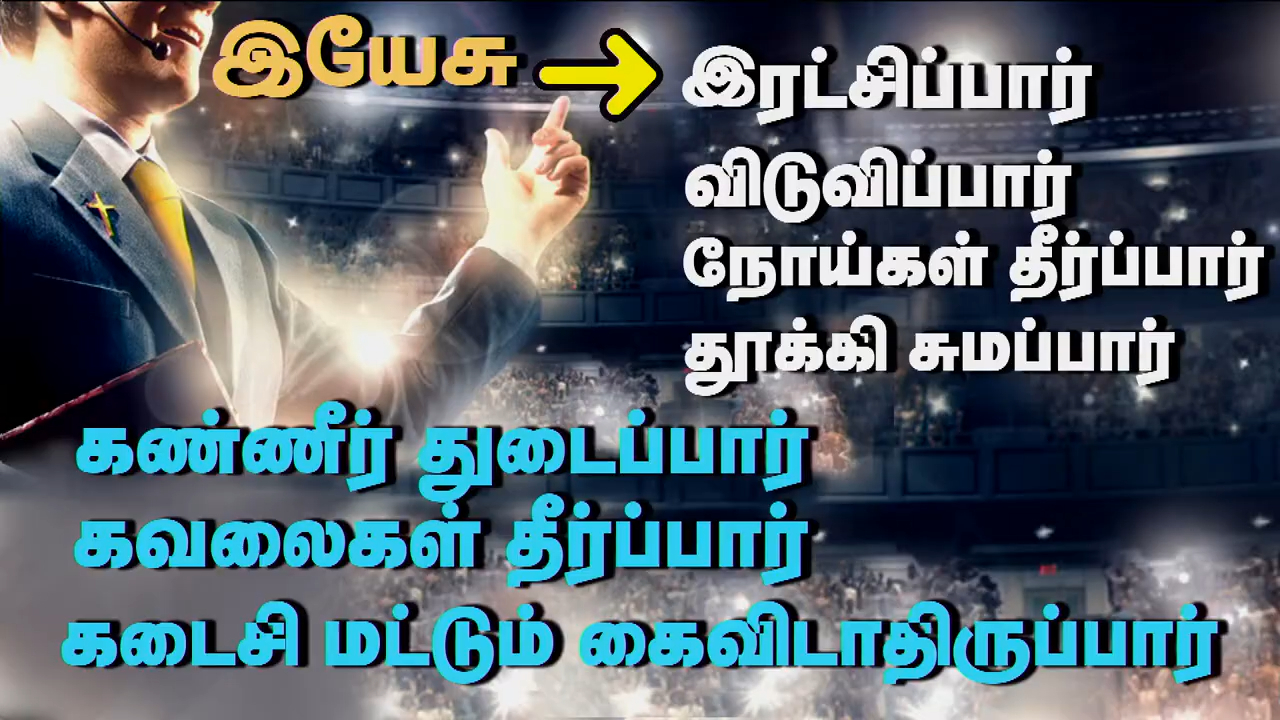 இயேசு
இரட்சிப்பார்
விடுவிப்பார்
நோய்கள் தீர்ப்பார்
தூக்கி சுமப்பார்
கண்ணீர் துடைப்பார்
கவலைகள் தீர்ப்பார்
கடைசி மட்டும் கைவிடாதிருப்பார்